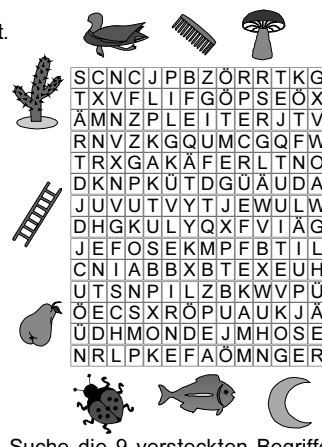 t.
SCNCJPBZÖRRTKG
TXVFLIFGÖPSEÖX
ÄMNZPLEITERJTV
RNVZKGQUMCGQFW
TRXGAKÄFERLTNO
DKNPKÜTDGÜÄUDA
JUVUTVYTJEWULW
DHGKULYQXFVIÄG
JEFOSEKMPFBTIL
CNIABBXBTEXEUH
UTSNPILZBKWVPÜ
ÖECSXRÖPUAUKJÄ
ÜDHMONDEJMHOSE
NRLPKEFAÖMNGER
Suche die 9 versteckten Begriffe